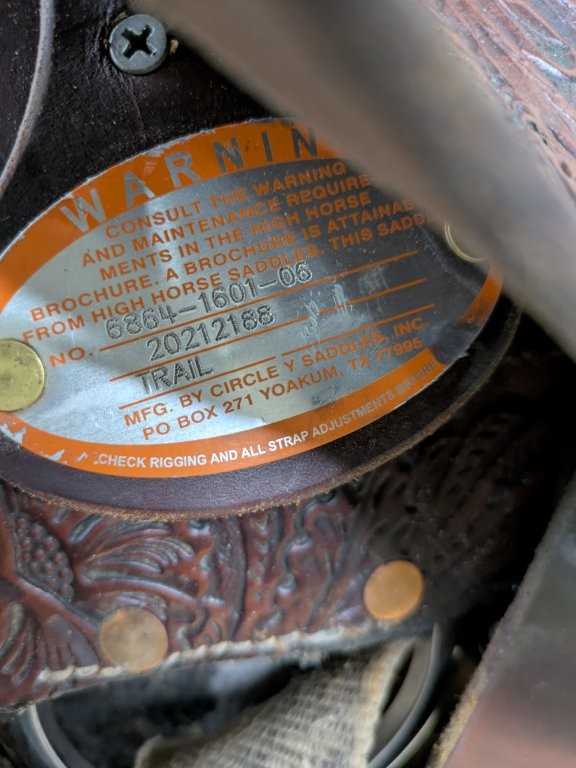 WARNIN
CONSULT THE WARNING
AND MAINTENANCE REQUIRE
MENTS IN THE HIGH HORSE
BROCHURE. A BROCHURE IS ATTAINAB
FROM HIGH HORSE SADDLES. THIS SADD
6864-1601-06
NO. 20212188
TRAIL
MFG. BY CIRCLE Y SADDLES, INC.
PO BOX 271 YOAKUM, TX 77995
CHECK RIGGING AND ALL STRAP ADJUSTMENTS BEFORE